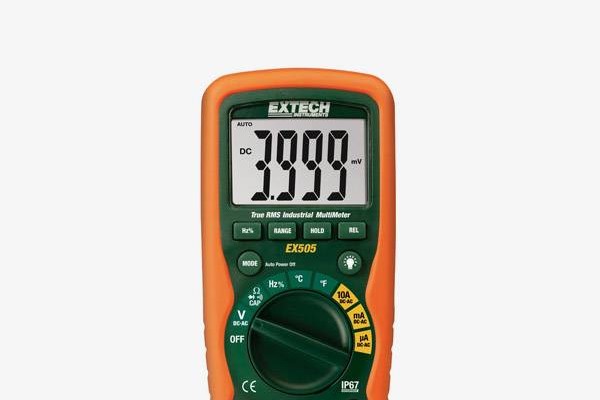 EXTECH
INSTRUMENTS
AUTO
DC 3.999 mV
True RMS Industrial MultiMeter
Hz% RANGE HOLD REL
EX505
MODE Auto Power Off
Hz% °C °F
Ω
CAP
V
DC-AC
OFF
10A
DC-AC
mA
DC-AC
µA
DC-AC
CE IP67